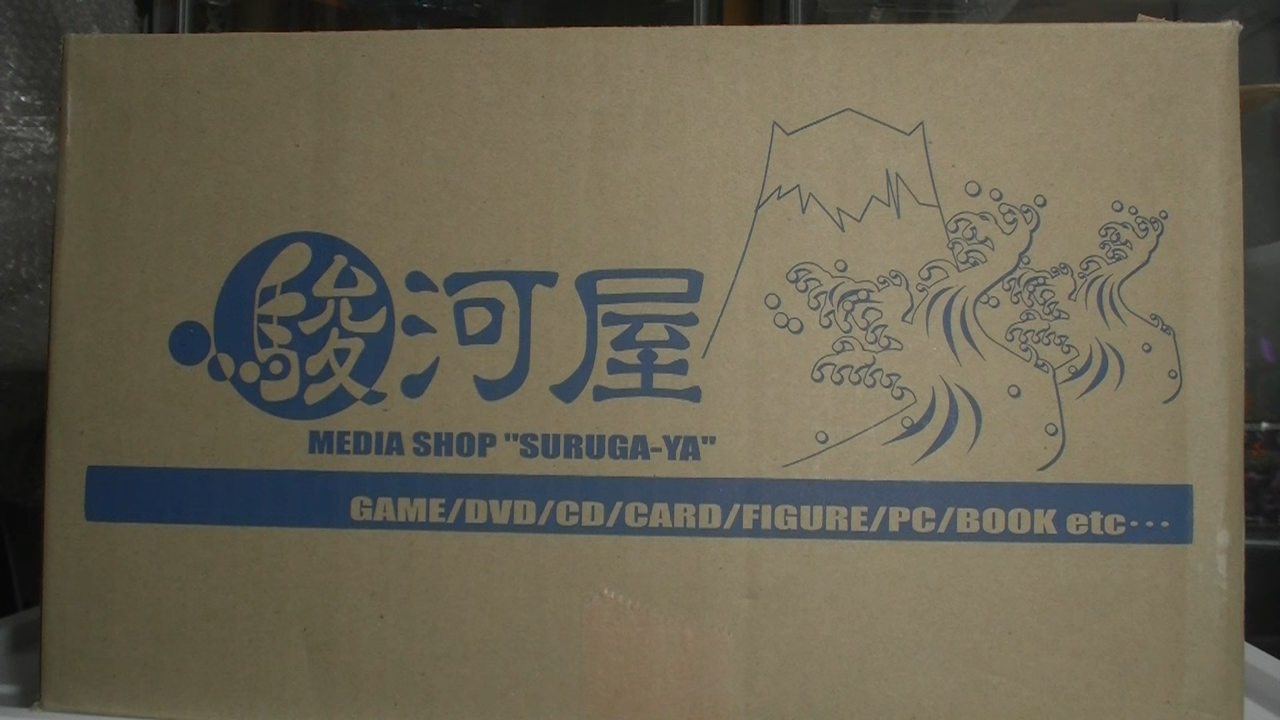 駿河屋
MEDIA SHOP "SURUGA-YA"
GAME/DVD/CD/CARD/FIGURE/PC/BOOK etc･･･